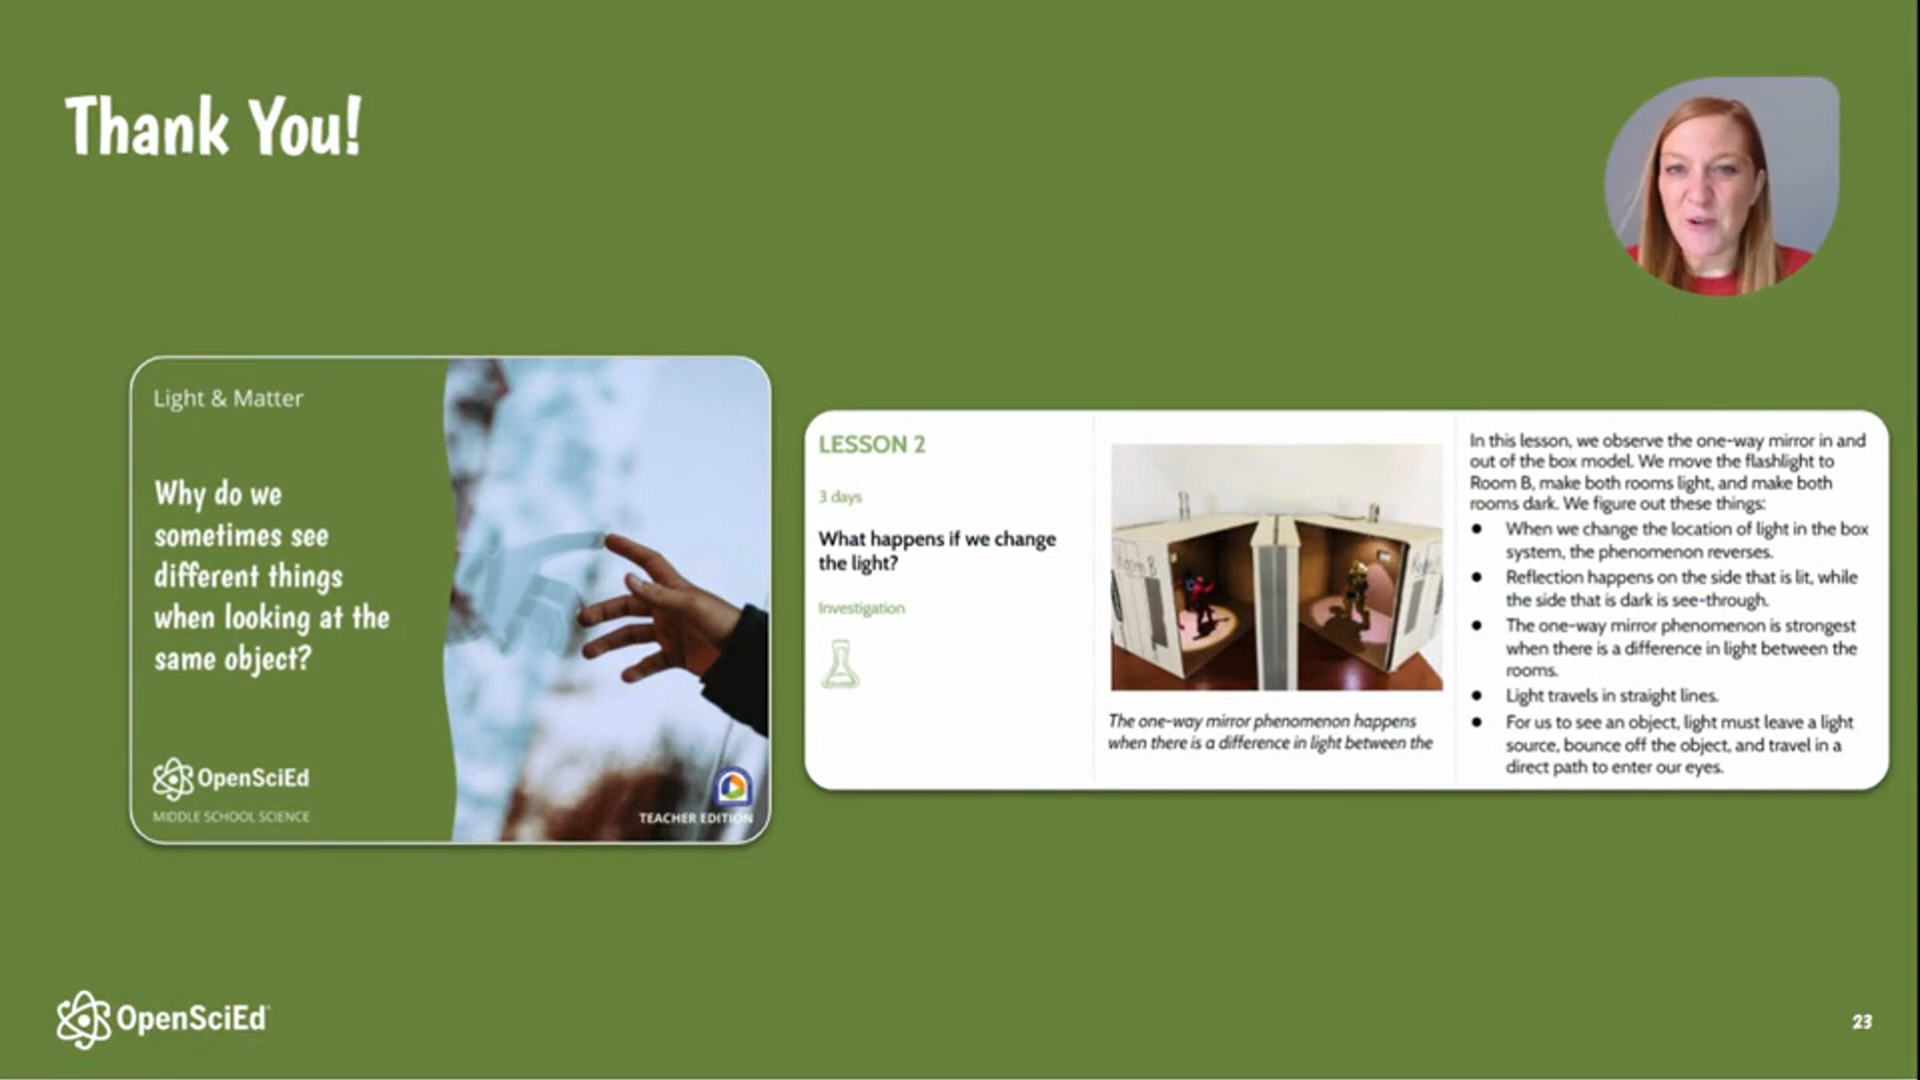 Thank You!
Light & Matter
Why do we
sometimes see
different things
when looking at the
same object?
OpenSciEd
MIDDLE SCHOOL SCIENCE
TEACHER EDITION
LESSON 2
3 days
What happens if we change
the light?
Investigation
The one-way mirror phenomenon happens
when there is a difference in light between the
In this lesson, we observe the one-way mirror in and
out of the box model. We move the flashlight to
Room B, make both rooms light, and make both
rooms dark. We figure out these things:
● When we change the location of light in the box
system, the phenomenon reverses.
● Reflection happens on the side that is lit, while
the side that is dark is see-through.
● The one-way mirror phenomenon is strongest
when there is a difference in light between the
rooms.
● Light travels in straight lines.
● For us to see an object, light must leave a light
source, bounce off the object, and travel in a
direct path to enter our eyes.
OpenSciEd
23